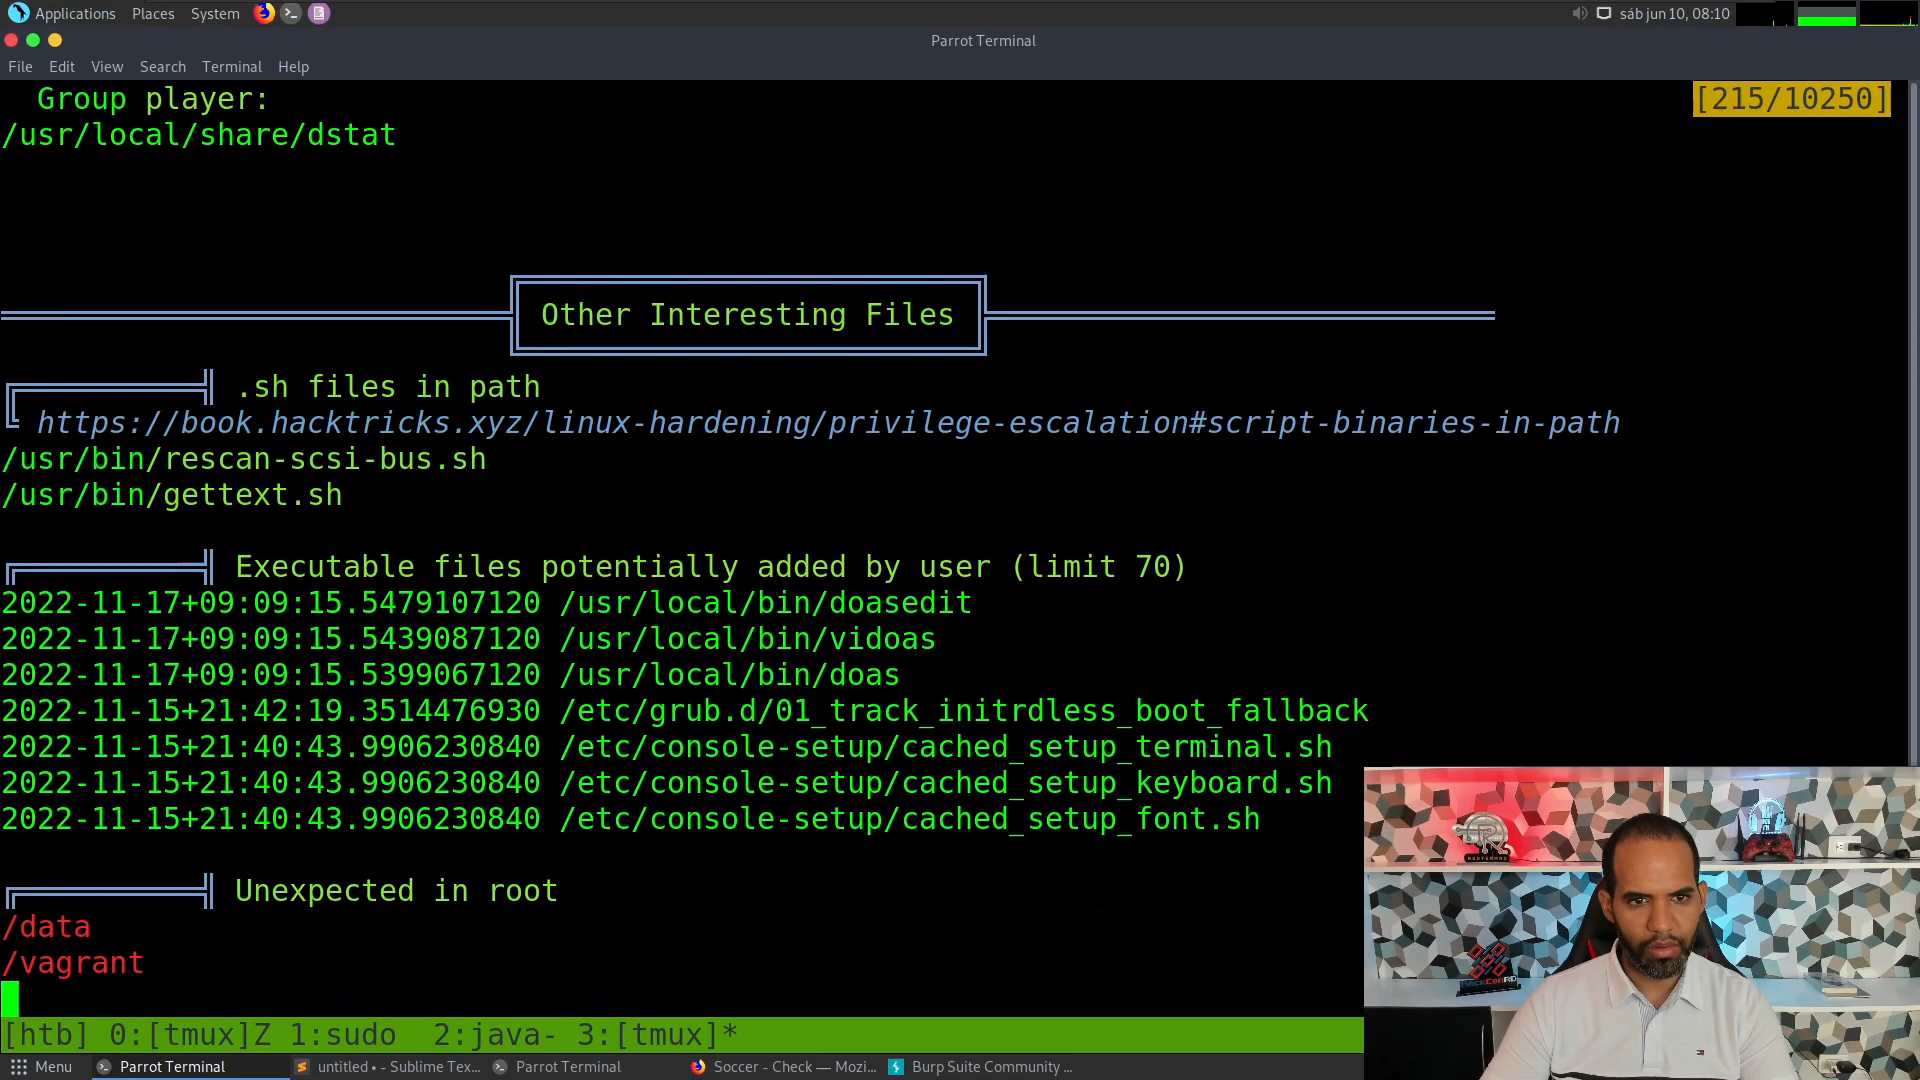 Applications Places System sáb jun 10, 08:10
Parrot Terminal
File Edit View Search Terminal Help
Group player: [215/10250]
/usr/local/share/dstat
Other Interesting Files
.sh files in path
https://book.hacktricks.xyz/linux-hardening/privilege-escalation#script-binaries-in-path
/usr/bin/rescan-scsi-bus.sh
/usr/bin/gettext.sh
Executable files potentially added by user (limit 70)
2022-11-17+09:09:15.5479107120 /usr/local/bin/doasedit
2022-11-17+09:09:15.5439087120 /usr/local/bin/vidoas
2022-11-17+09:09:15.5399067120 /usr/local/bin/doas
2022-11-15+21:42:19.3514476930 /etc/grub.d/01_track_initrdless_boot_fallback
2022-11-15+21:40:43.9906230840 /etc/console-setup/cached_setup_terminal.sh
2022-11-15+21:40:43.9906230840 /etc/console-setup/cached_setup_keyboard.sh
2022-11-15+21:40:43.9906230840 /etc/console-setup/cached_setup_font.sh
Unexpected in root
/data
/vagrant
[htb] 0:[tmux]Z 1:sudo 2:java- 3:[tmux]*
Menu Parrot Terminal untitled • - Sublime Tex... Parrot Terminal Soccer - Check — Mozi... Burp Suite Community ...